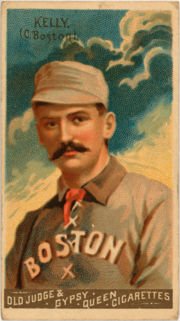 KELLY.
(C. Boston).
BOSTON
OLD JUDGE &
GYPSY QUEEN CIGARETTES